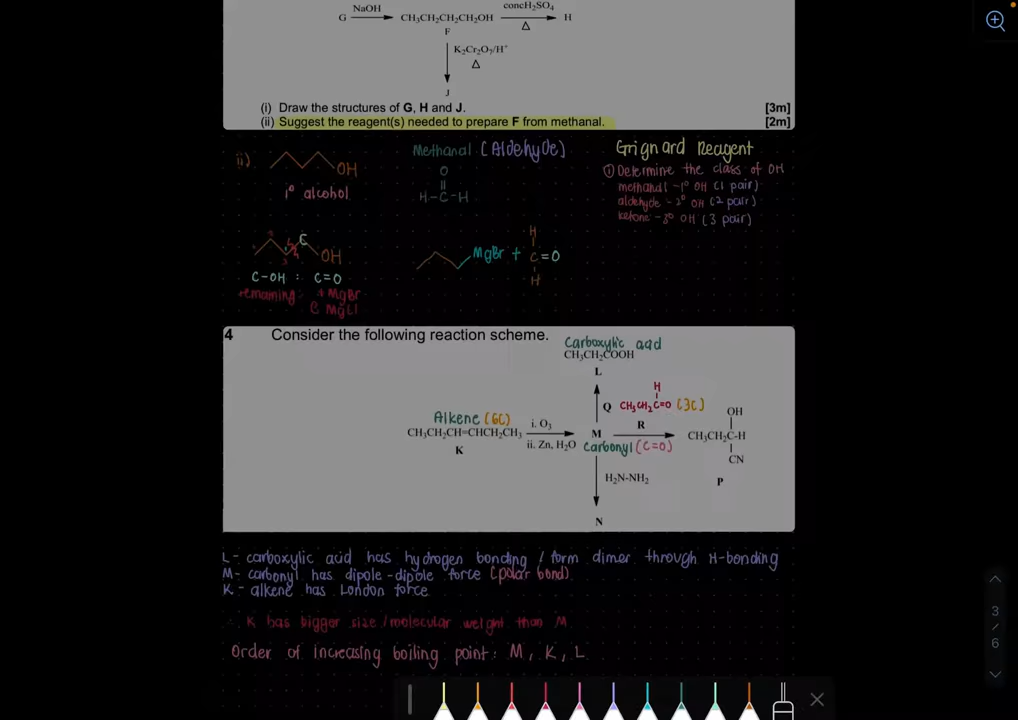 NaOH
concH₂SO₄
G → CH₃CH₂CH₂CH₂OH → H
F
Δ
K₂Cr₂O₇/H⁺
Δ
J
(i) Draw the structures of G, H and J. [3m]
(ii) Suggest the reagent(s) needed to prepare F from methanal. [2m]
ii)
OH
1° alcohol
Methanal (Aldehyde)
O
H-C-H
Grignard Reagent
① Determine the class of OH
methanal - 1° OH (1 pair)
aldehyde - 2° OH (2 pair)
ketone - 3° OH (3 pair)
C
OH
C-OH : C=O
remaining : + MgBr
MgCl
MgBr + C=O
H
H
4 Consider the following reaction scheme.
Carboxylic acid
CH₃CH₂COOH
L
H
Q CH₃CH₂C=O (3C)
Alkene (6C)
CH₃CH₂CH=CHCH₂CH₃
K
i. O₃
ii. Zn, H₂O
M
Carbonyl (C=O)
R
OH
CH₃CH₂C-H
CN
P
H₂N-NH₂
N
L - carboxylic acid has hydrogen bonding / form dimer through H-bonding
M - carbonyl has dipole-dipole force (polar bond)
K - alkene has London force
∴ K has bigger size / molecular weight than M
Order of increasing boiling point : M, K, L
3
/
6